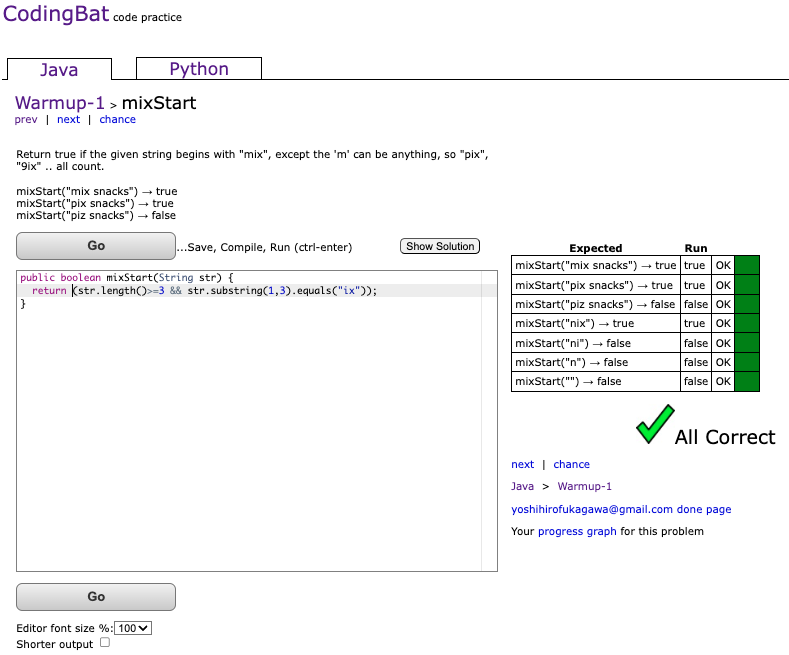 CodingBat code practice
Java
Python
Warmup-1 > mixStart
prev | next | chance
Return true if the given string begins with "mix", except the 'm' can be anything, so "pix",
"9ix" .. all count.
mixStart("mix snacks") → true
mixStart("pix snacks") → true
mixStart("piz snacks") → false
Go
...Save, Compile, Run (ctrl-enter)
Show Solution
public boolean mixStart(String str) {
return (str.length()>=3 && str.substring(1,3).equals("ix"));
}
Go
Editor font size %: 100
Shorter output
Expected Run
mixStart("mix snacks") → true true OK
mixStart("pix snacks") → true true OK
mixStart("piz snacks") → false false OK
mixStart("nix") → true true OK
mixStart("ni") → false false OK
mixStart("n") → false false OK
mixStart("") → false false OK
All Correct
next | chance
Java > Warmup-1
yoshihirofukagawa@gmail.com done page
Your progress graph for this problem